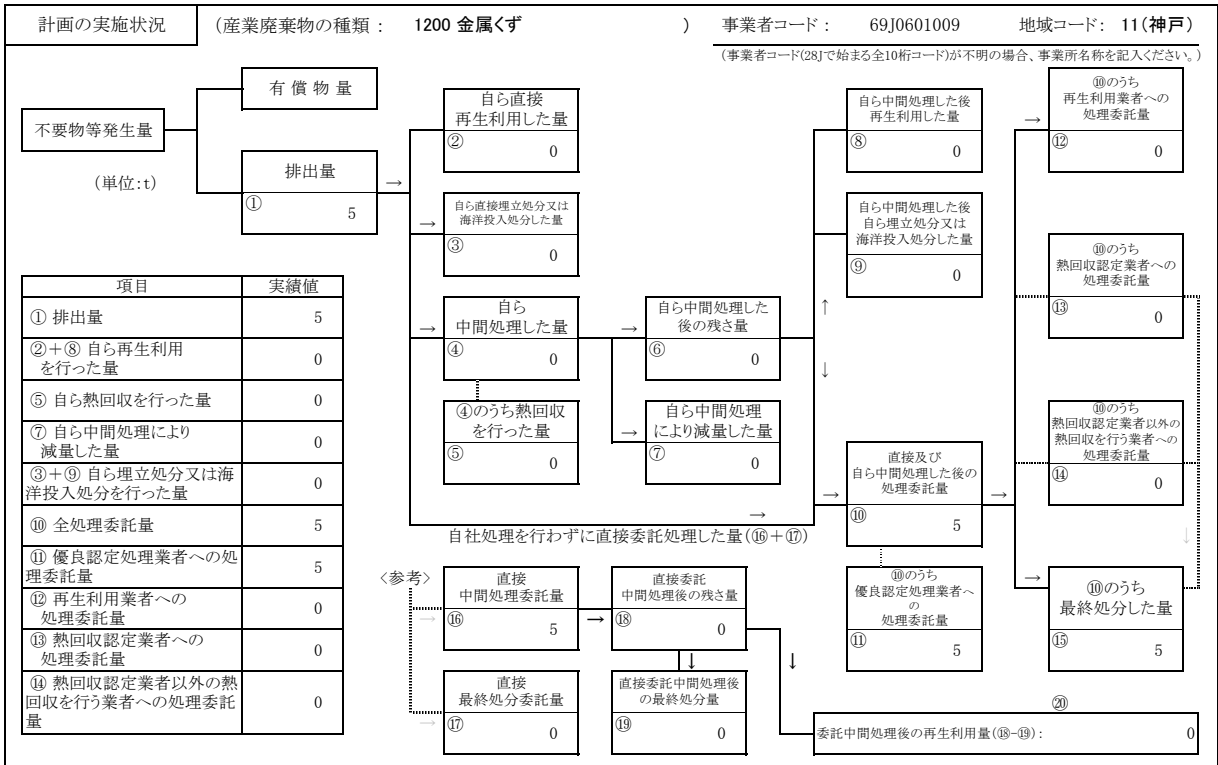 計画の実施状況 (産業廃棄物の種類： 1200 金属くず ) 事業者コード： 69J0601009 地域コード： 11(神戸)
(事業者コード(28Jで始まる全10桁コード)が不明の場合、事業所名称を記入ください。)
不要物等発生量
(単位:t)
有償物量
排出量
① 5
→
自ら直接
再生利用した量
② 0
→
自ら直接埋立処分又は
海洋投入処分した量
③ 0
→
自ら
中間処理した量
④ 0
④のうち熱回収
を行った量
⑤ 0
→
自ら中間処理した
後の残さ量
⑥ 0
→
自ら中間処理
により減量した量
⑦ 0
自ら中間処理した後
再生利用した量
⑧ 0
自ら中間処理した後
自ら埋立処分又は
海洋投入処分した量
⑨ 0
↑
↓
→
自社処理を行わずに直接委託処理した量(⑯＋⑰)
→
直接及び
自ら中間処理した後の
処理委託量
⑩ 5
→
⑩のうち
優良認定処理業者へ
の
処理委託量
⑪ 5
→
⑩のうち
再生利用業者への
処理委託量
⑫ 0
⑩のうち
熱回収認定業者への
処理委託量
⑬ 0
⑩のうち
熱回収認定業者以外の
熱回収を行う業者への
処理委託量
⑭ 0
↓
→
⑩のうち
最終処分した量
⑮ 5
項目 実績値
① 排出量 5
②＋⑧ 自ら再生利用
を行った量 0
⑤ 自ら熱回収を行った量 0
⑦ 自ら中間処理により
減量した量 0
③＋⑨ 自ら埋立処分又は海
洋投入処分を行った量 0
⑩ 全処理委託量 5
⑪ 優良認定処理業者への処
理委託量 5
⑫ 再生利用業者への
処理委託量 0
⑬ 熱回収認定業者への
処理委託量 0
⑭ 熱回収認定業者以外の熱
回収を行う業者への処理委託
量 0
〈参考〉
→
直接
中間処理委託量
⑯ 5
→
直接委託
中間処理後の残さ量
⑱ 0
→
直接
最終処分委託量
⑰ 0
↓
直接委託中間処理後
の最終処分量
⑲ 0
↓
⑳
委託中間処理後の再生利用量(⑱-⑲)： 0